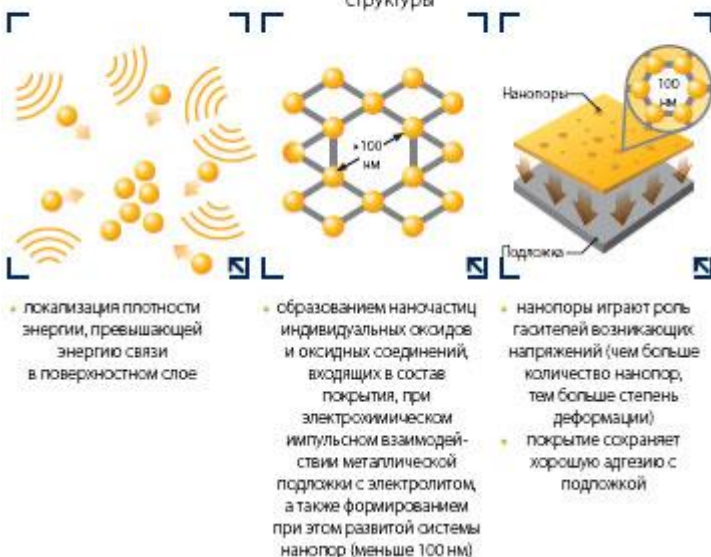 структуры
100
нм
Нанопоры
>100
нм
Подложка
• локализация плотности
энергии, превышающей
энергию связи
в поверхностном слое
• образованием наночастиц
индивидуальных оксидов
и оксидных соединений,
входящих в состав
покрытия, при
электрохимическом
импульсном взаимодей-
ствии металлической
подложки с электролитом,
а также формированием
при этом развитой системы
нанопор (меньше 100 нм)
• нанопоры играют роль
гасителей возникающих
напряжений (чем больше
количество нанопор,
тем больше степень
деформации)
• покрытие сохраняет
хорошую адгезию с
подложкой